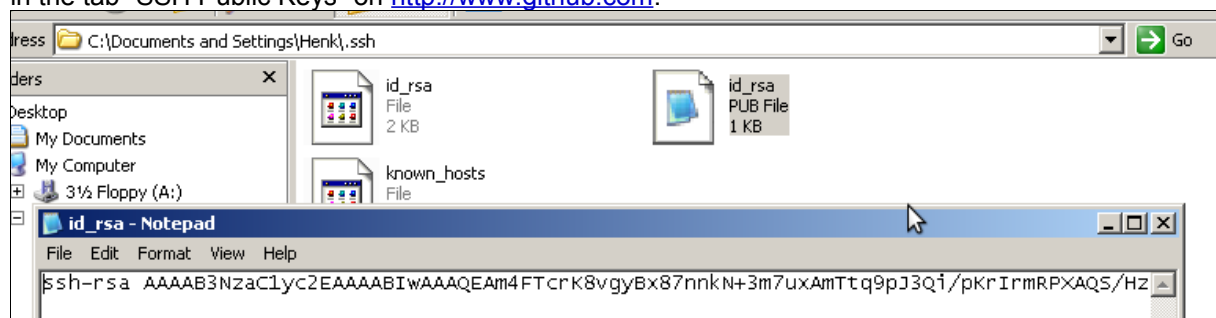 in the tab "SSH Public Keys" on http://www.github.com.
dress C:\Documents and Settings\Henk\.ssh Go
ders
Desktop
My Documents
My Computer
3½ Floppy (A:)
id_rsa
File
2 KB
id_rsa
PUB File
1 KB
known_hosts
File
id_rsa - Notepad
File Edit Format View Help
ssh-rsa AAAAB3NzaC1yc2EAAAABIwAAAQEAm4FTcrK8vgyBx87nnkN+3m7uxAmTtq9pJ3Qi/pKrIrmRPXAQS/Hz